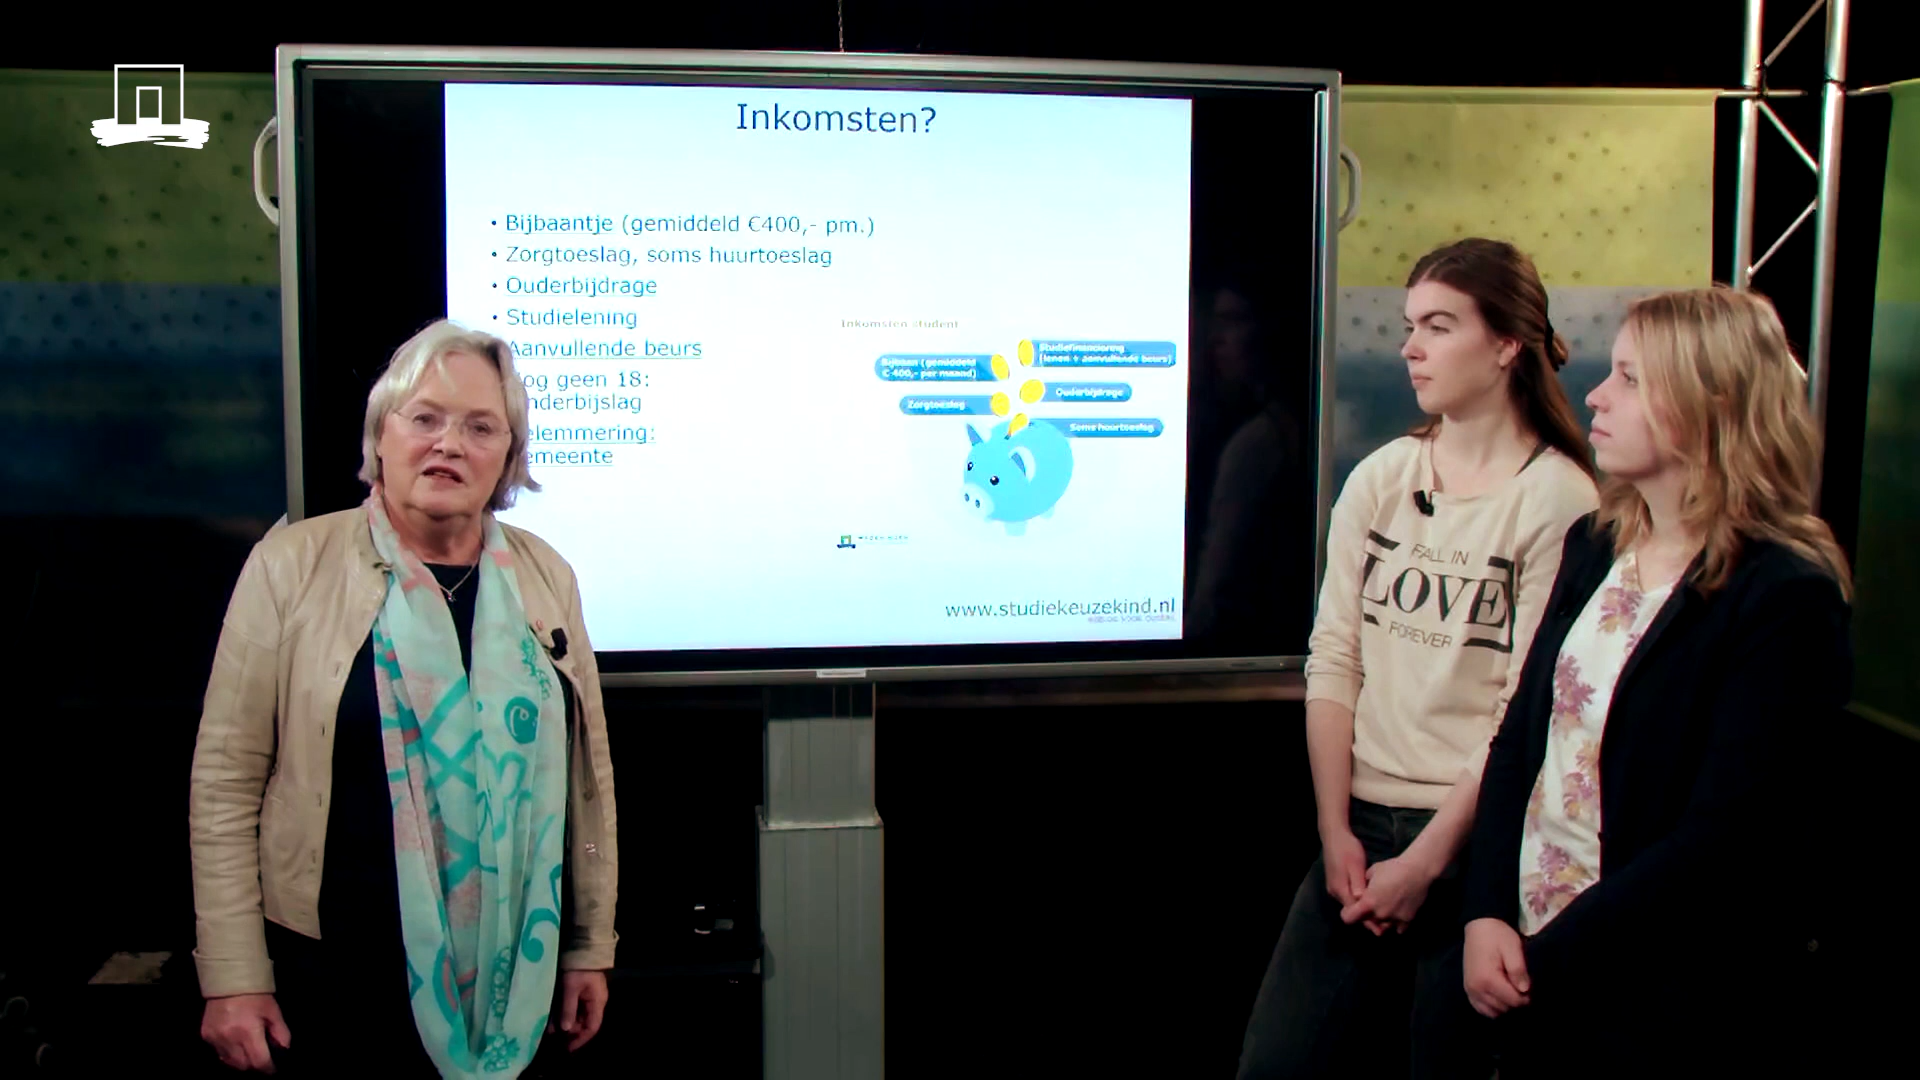 Inkomsten?
• Bijbaantje (gemiddeld €400,- pm.)
• Zorgtoeslag, soms huurtoeslag
• Ouderbijdrage
• Studielening
Aanvullende beurs
og geen 18:
nderbijslag
elemmering:
emeente
Inkomsten student
Bijbaan (gemiddeld
€ 400,- per maand)
Studiefinanciering
(lenen + aanvullende beurs)
Ouderbijdrage
Zorgtoeslag
Soms huurtoeslag
www.studiekeuzekind.nl
FALL IN
LOVE
FOREVER